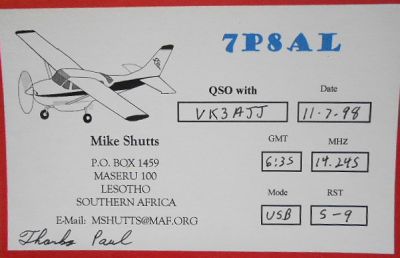 7P8AL
QSO with Date
VK3AJJ 11-7-98
Mike Shutts
P.O. BOX 1459
MASERU 100
LESOTHO
SOUTHERN AFRICA
E-Mail: MSHUTTS@MAF.ORG
GMT MHZ
6:35 14.245
Mode RST
USB 5-9
Thanks Paul